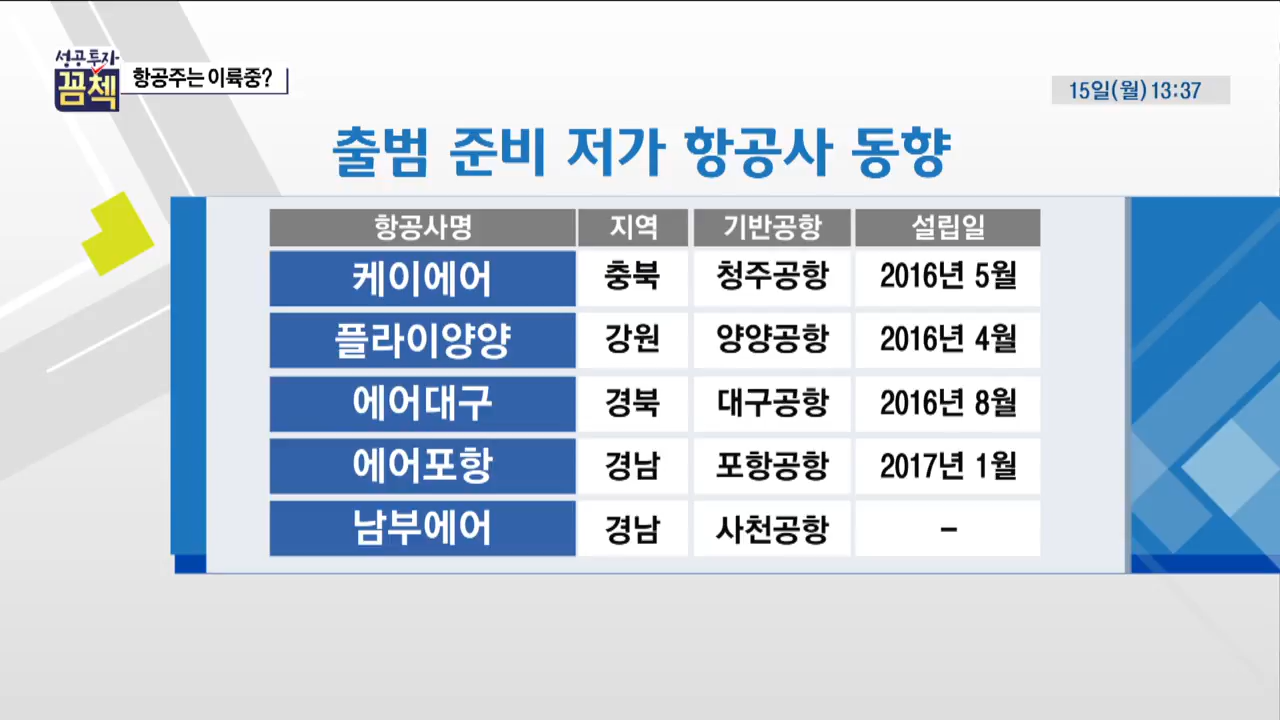 성공투자
꼼첵
항공주는 이륙중?
15일(월) 13:37
출범 준비 저가 항공사 동향
항공사명 지역 기반공항 설립일
케이에어 충북 청주공항 2016년 5월
플라이양양 강원 양양공항 2016년 4월
에어대구 경북 대구공항 2016년 8월
에어포항 경남 포항공항 2017년 1월
남부에어 경남 사천공항 -